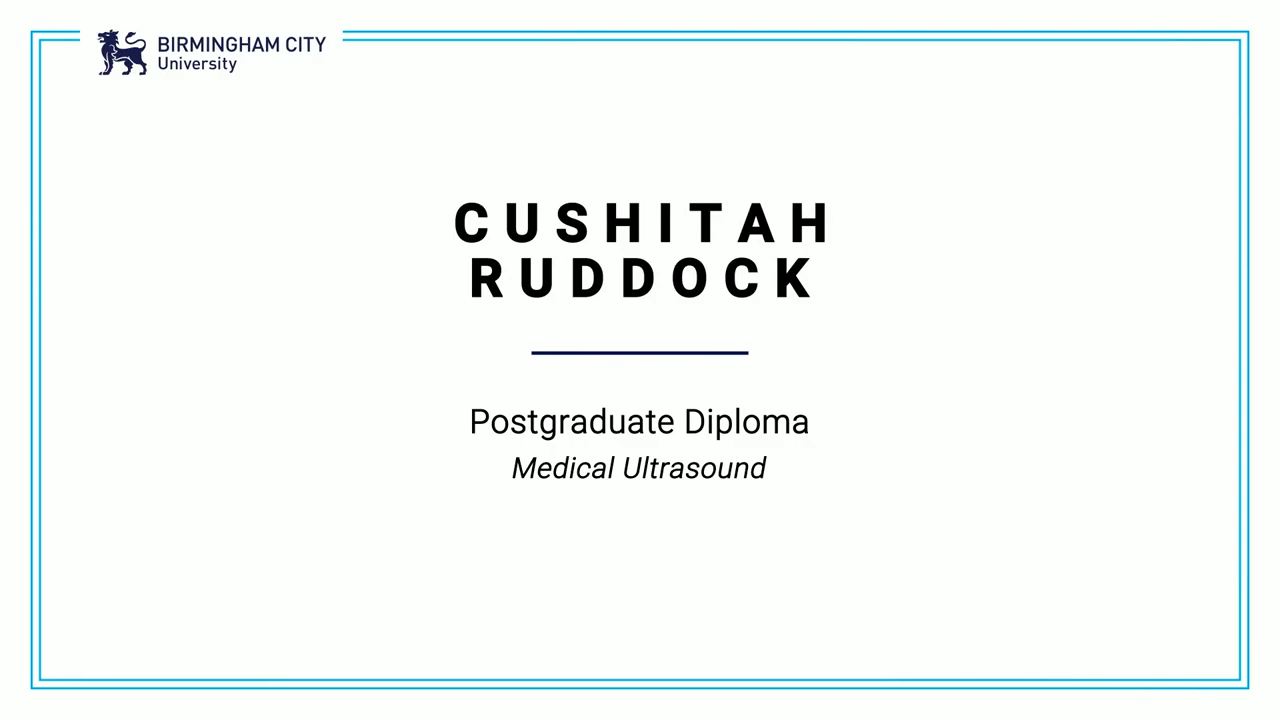 BIRMINGHAM CITY
University
CUSHITAH
RUDDOCK
Postgraduate Diploma
Medical Ultrasound